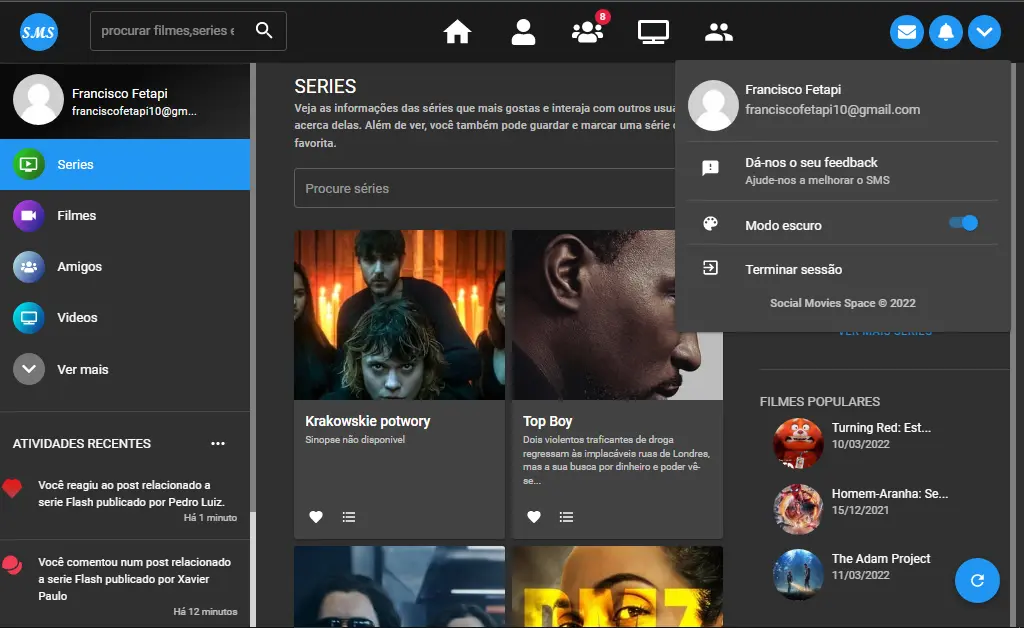 SMS
procurar filmes,series e
8
Francisco Fetapi
franciscofetapi10@gm...
Series
Filmes
Amigos
Videos
Ver mais
ATIVIDADES RECENTES
Você reagiu ao post relacionado a
serie Flash publicado por Pedro Luiz.
Há 1 minuto
Você comentou num post relacionado
a serie Flash publicado por Xavier
Paulo
Há 12 minutos
SERIES
Veja as informações das séries que mais gostas e interaja com outros usua
acerca delas. Além de ver, você também pode guardar e marcar uma série
favorita.
Procure séries
Krakowskie potwory
Sinopse não disponivel
Top Boy
Dois violentos traficantes de droga
regressam às implacáveis ruas de Londres,
mas a sua busca por dinheiro e poder vê-
se...
DMZ
Francisco Fetapi
franciscofetapi10@gmail.com
Dá-nos o seu feedback
Ajude-nos a melhorar o SMS
Modo escuro
Terminar sessão
Social Movies Space © 2022
VER MAIS SERIES
FILMES POPULARES
Turning Red: Est...
10/03/2022
Homem-Aranha: Se...
15/12/2021
The Adam Project
11/03/2022